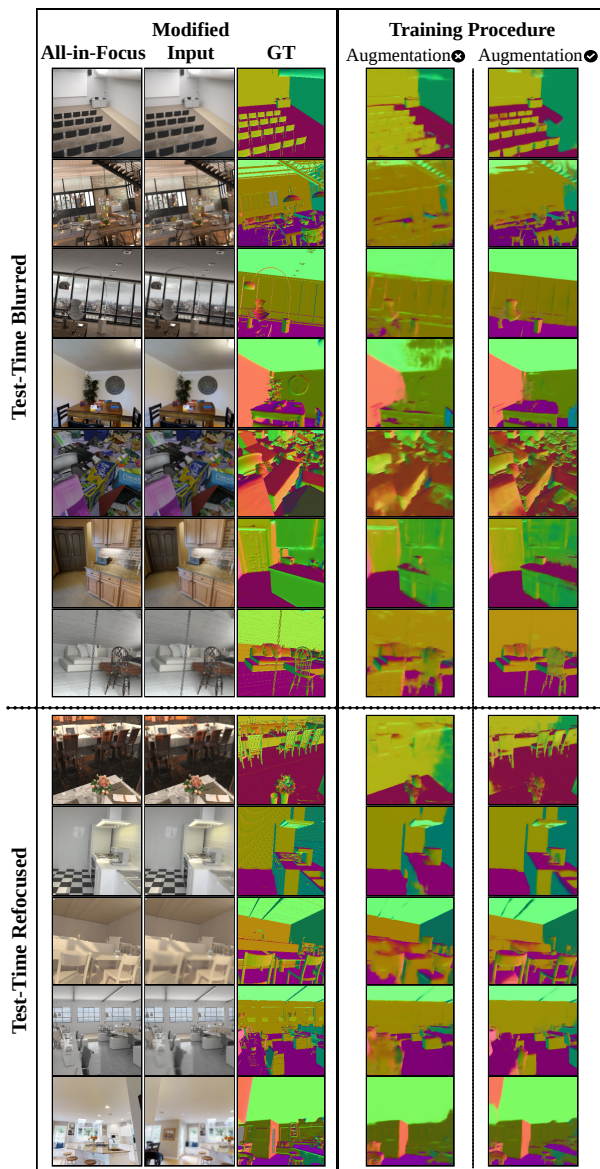 Modified
Training Procedure
All-in-Focus Input GT
Augmentation Augmentation
Test-Time Blurred
Test-Time Refocused